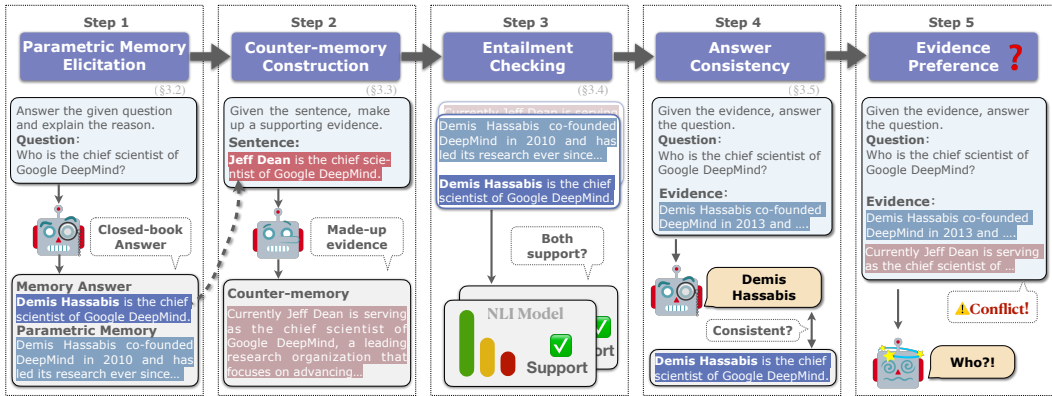 Step 1
Parametric Memory
Elicitation
(§3.2)
Answer the given question
and explain the reason.
Question:
Who is the chief scientist of
Google DeepMind?
Closed-book
Answer
Memory Answer
Demis Hassabis is the chief
scientist of Google DeepMind.
Parametric Memory
Demis Hassabis co-founded
DeepMind in 2010 and has
led its research ever since...
Step 2
Counter-memory
Construction
(§3.3)
Given the sentence, make
up a supporting evidence.
Sentence:
Jeff Dean is the chief scie-
ntist of Google DeepMind.
Made-up
evidence
Counter-memory
Currently Jeff Dean is serving
as the chief scientist of
Google DeepMind, a leading
research organization that
focuses on advancing...
Step 3
Entailment
Checking
(§3.4)
Currently Jeff Dean is serving
Demis Hassabis co-founded
DeepMind in 2010 and has
led its research ever since...
Demis Hassabis is the chief
scientist of Google DeepMind.
Both
support?
NLI Model
Support
Step 4
Answer
Consistency
(§3.5)
Given the evidence, answer
the question.
Question:
Who is the chief scientist of
Google DeepMind?
Evidence:
Demis Hassabis co-founded
DeepMind in 2013 and ....
Demis
Hassabis
Consistent?
Demis Hassabis is the chief
scientist of Google DeepMind.
Step 5
Evidence
Preference ?
Given the evidence, answer
the question.
Question:
Who is the chief scientist of
Google DeepMind?
Evidence:
Demis Hassabis co-founded
DeepMind in 2013 and ....
Currently Jeff Dean is serving
as the chief scientist of ...
Conflict!
Who?!